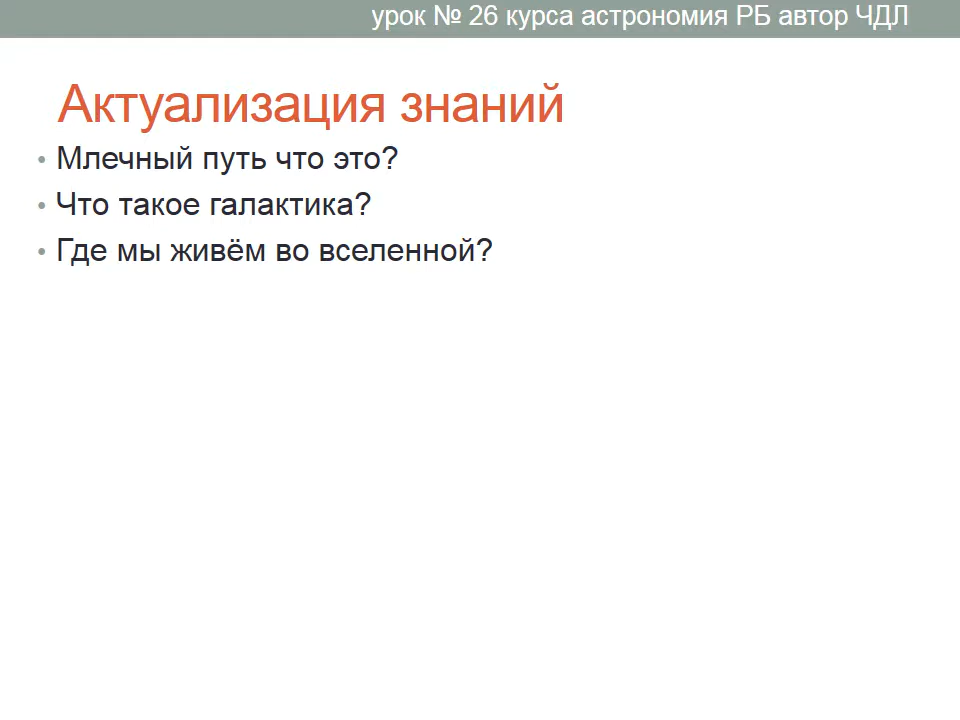 урок № 26 курса астрономия РБ автор ЧДЛ
Актуализация знаний
• Млечный путь что это?
• Что такое галактика?
• Где мы живём во вселенной?